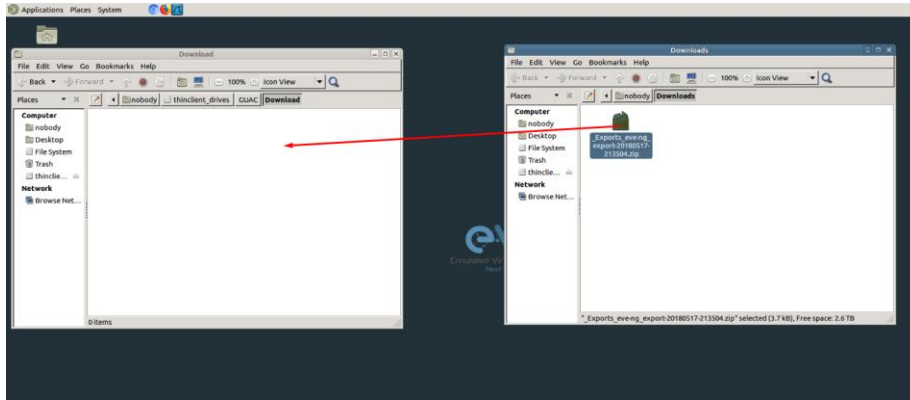 Applications Places System
Download
File Edit View Go Bookmarks Help
Back Forward 100% Icon View
Places nobody thinclient_drives GUAC Download
Computer
nobody
Desktop
File System
Trash
thinclie...
Network
Browse Net...
0 items
Downloads
File Edit View Go Bookmarks Help
Back Forward 100% Icon View
Places nobody Downloads
Computer
nobody
Desktop
File System
Trash
thinclie...
Network
Browse Net...
_Exports_eve-ng_
export-20180517-
213504.zip
"_Exports_eve-ng_export-20180517-213504.zip" selected (3.7 kB), Free space: 2.6 TB
Emulated Vi
Next